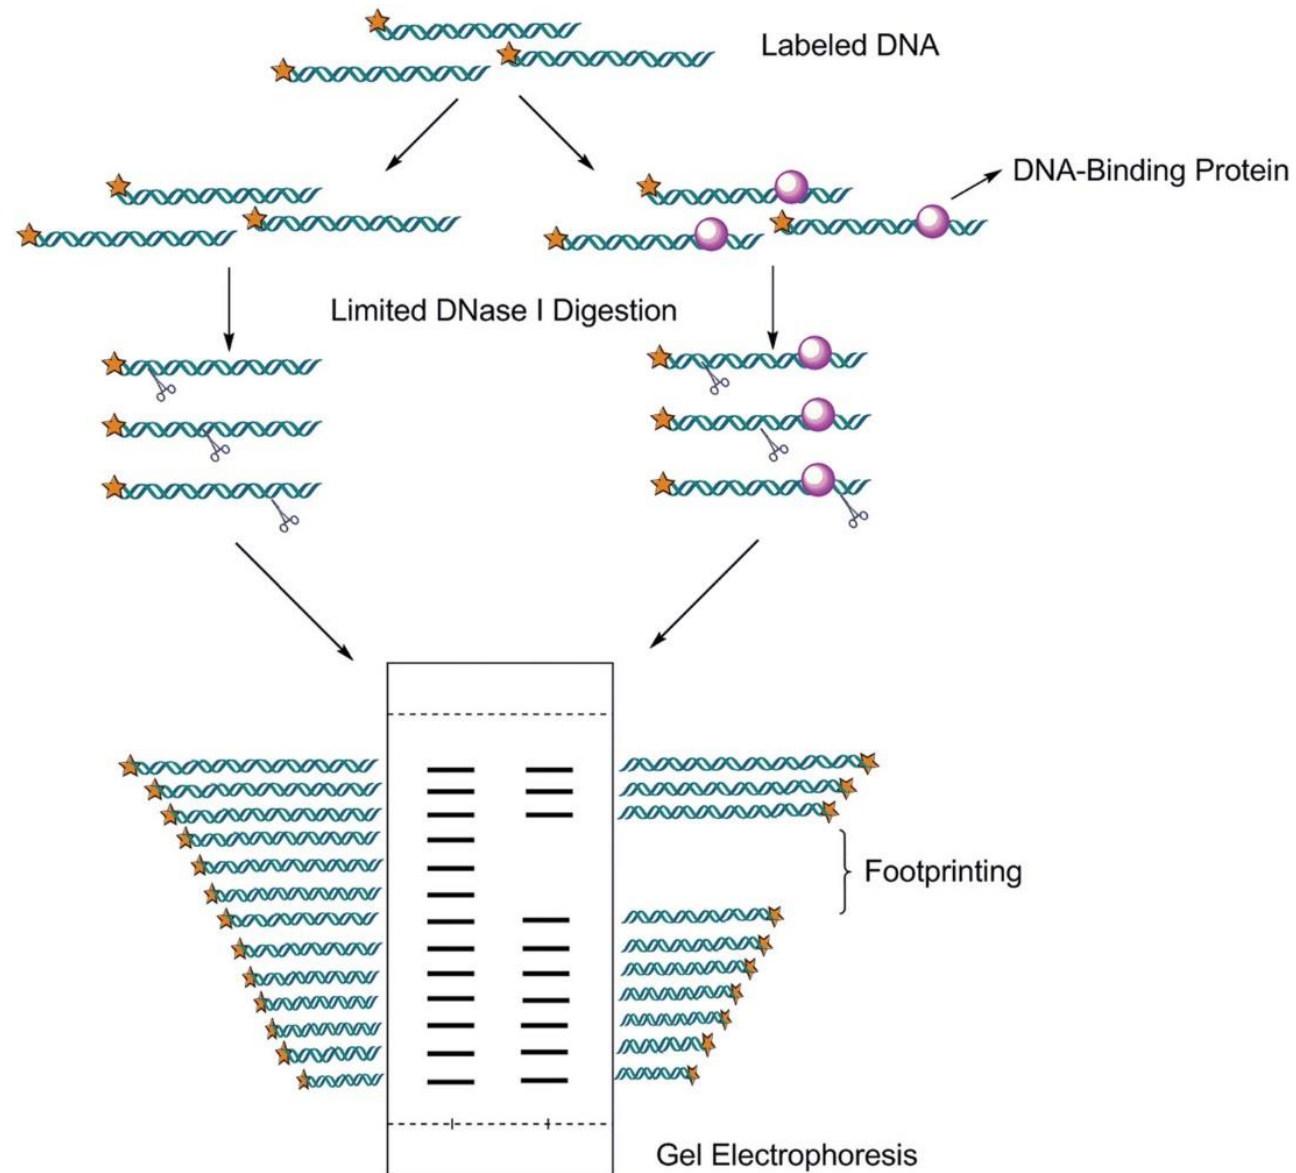 Labeled DNA
DNA-Binding Protein
Limited DNase I Digestion
Footprinting
Gel Electrophoresis